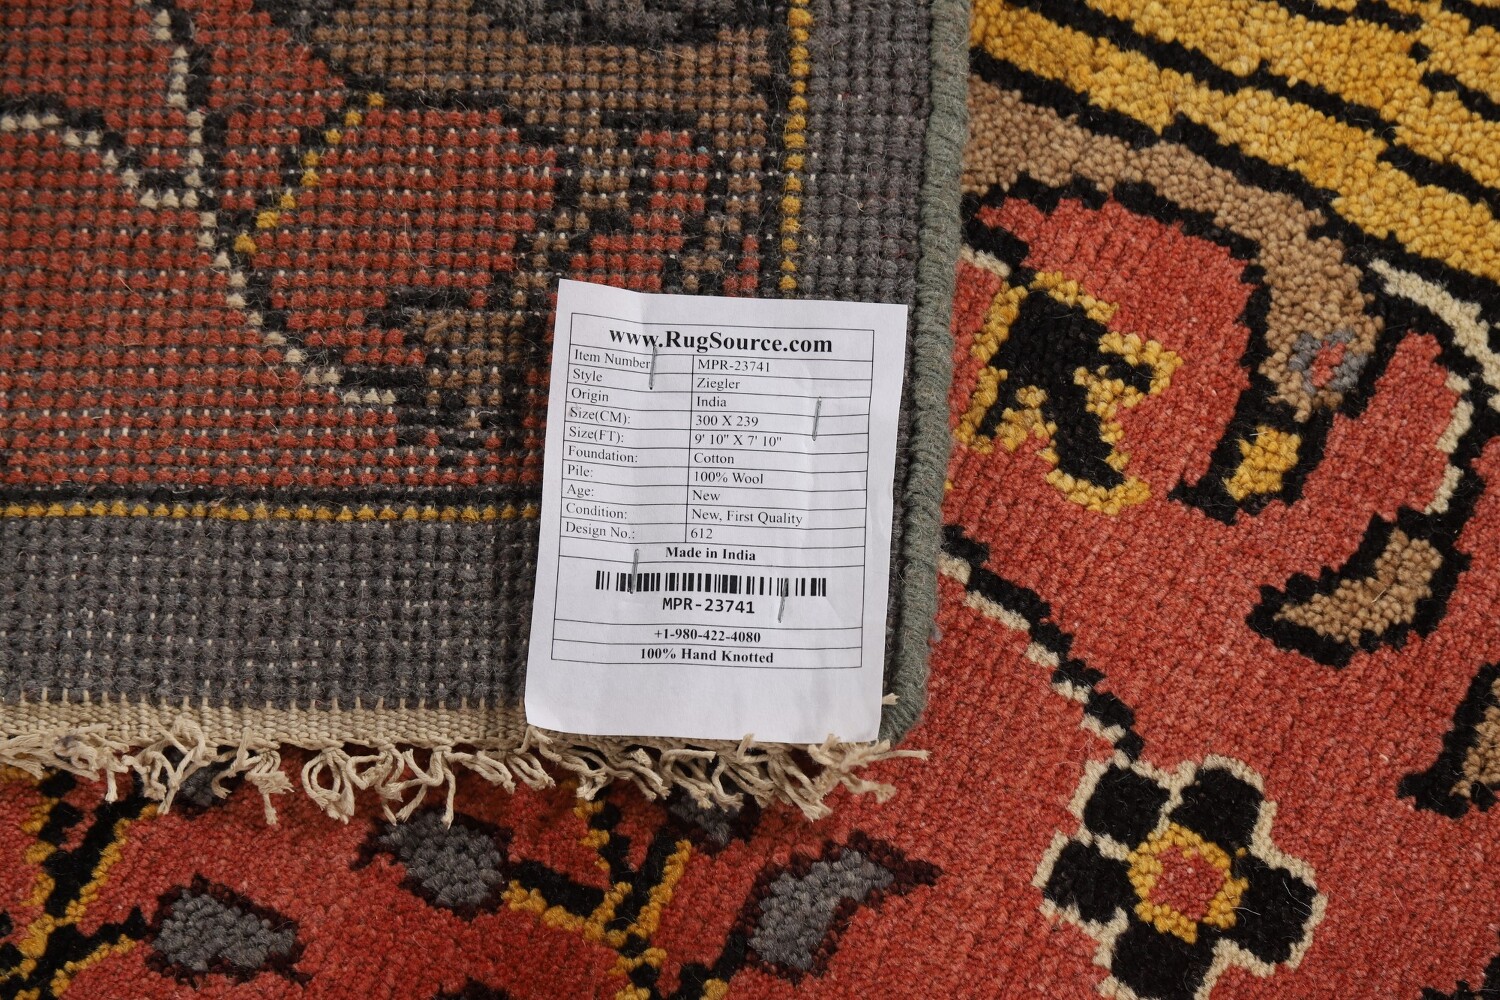 www.RugSource.com
Item Number MPR-23741
Style Ziegler
Origin India
Size(CM): 300 X 239
Size(FT): 9' 10" X 7' 10"
Foundation: Cotton
Pile: 100% Wool
Age: New
Condition: New, First Quality
Design No.: 612
Made in India
MPR-23741
+1-980-422-4080
100% Hand Knotted